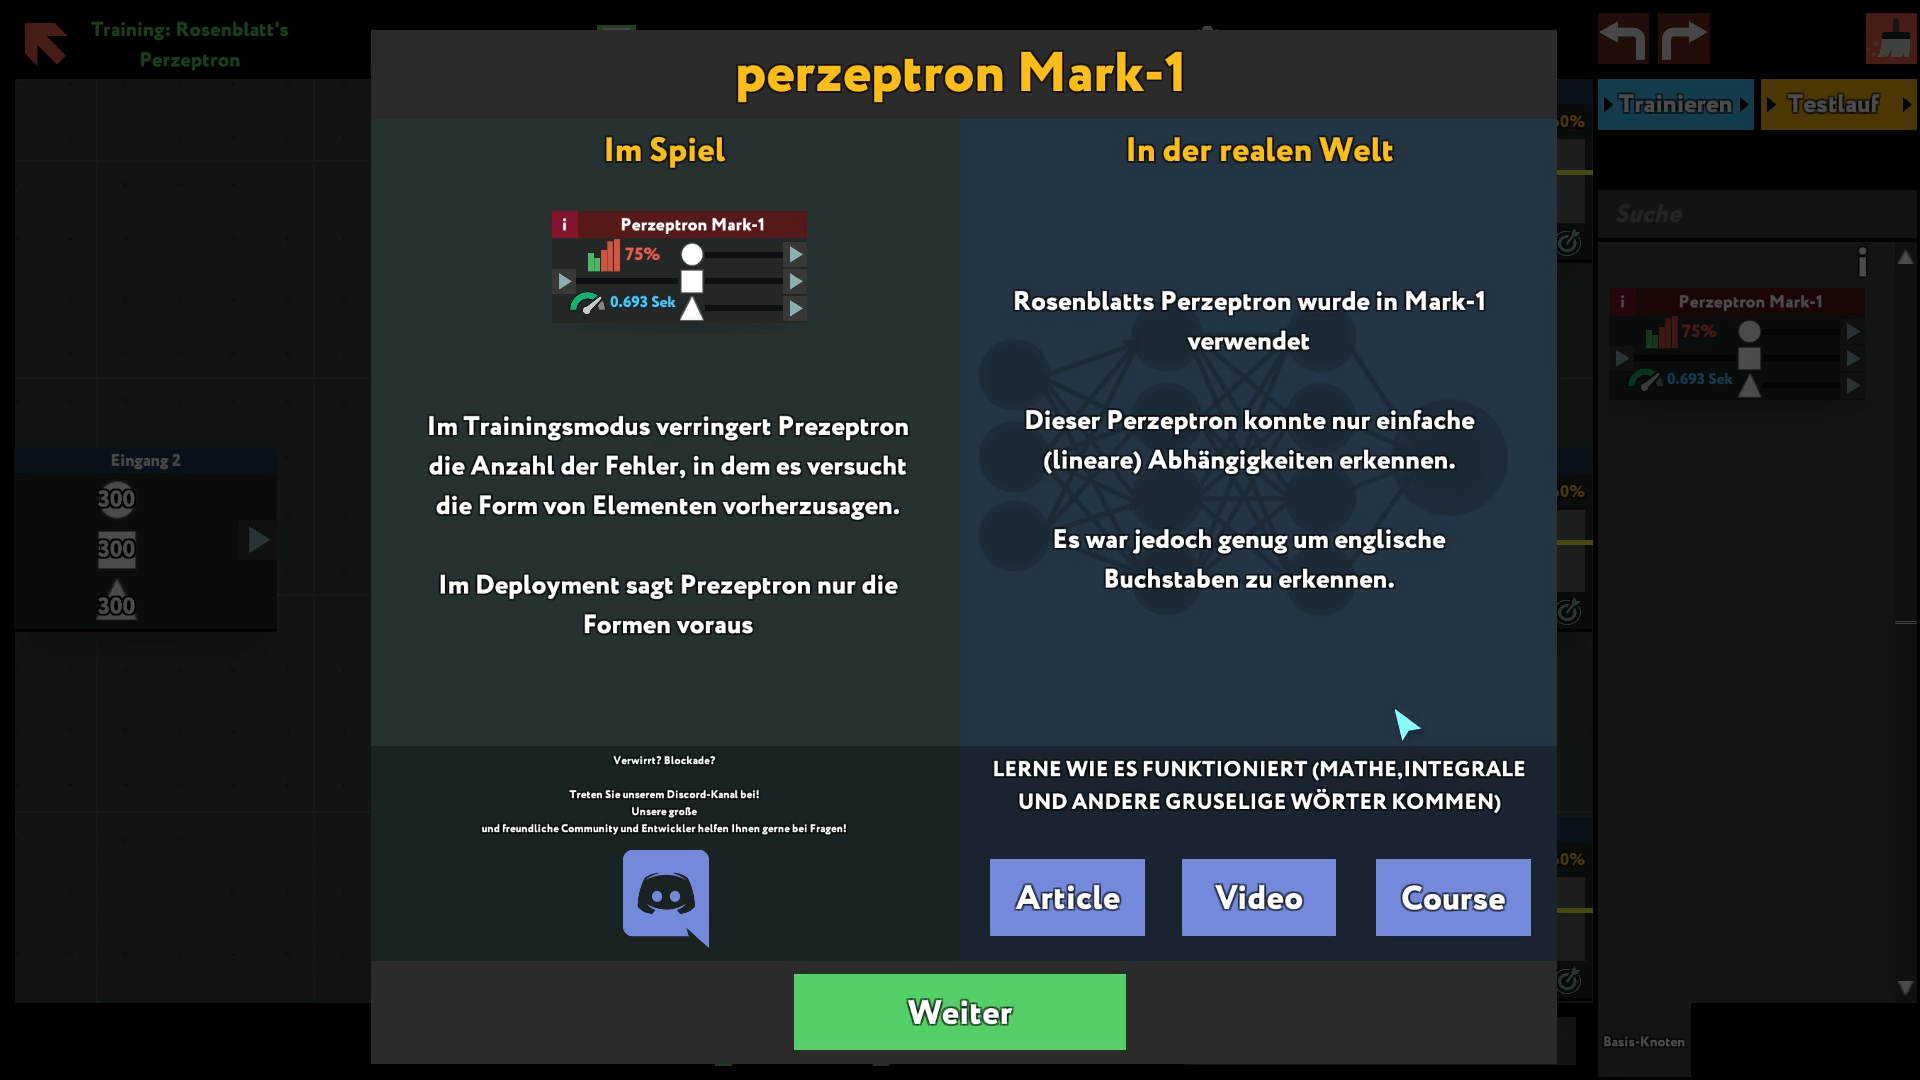 Training: Rosenblatt's
Perzeptron
perzeptron Mark-1
Trainieren
Testlauf
Im Spiel
In der realen Welt
Suche
i
Perzeptron Mark-1
75%
0.693 Sek
Rosenblatts Perzeptron wurde in Mark-1
verwendet
Dieser Perzeptron konnte nur einfache
(lineare) Abhängigkeiten erkennen.
Es war jedoch genug um englische
Buchstaben zu erkennen.
Im Trainingsmodus verringert Prezeptron
die Anzahl der Fehler, in dem es versucht
die Form von Elementen vorherzusagen.
Im Deployment sagt Prezeptron nur die
Formen voraus
i
i
Perzeptron Mark-1
75%
0.693 Sek
Eingang 2
300
300
300
Verwirrt? Blockade?
Treten Sie unserem Discord-Kanal bei!
Unsere große
und freundliche Community und Entwickler helfen Ihnen gerne bei Fragen!
LERNE WIE ES FUNKTIONIERT (MATHE,INTEGRALE
UND ANDERE GRUSELIGE WÖRTER KOMMEN)
Article
Video
Course
Weiter
Basis-Knoten